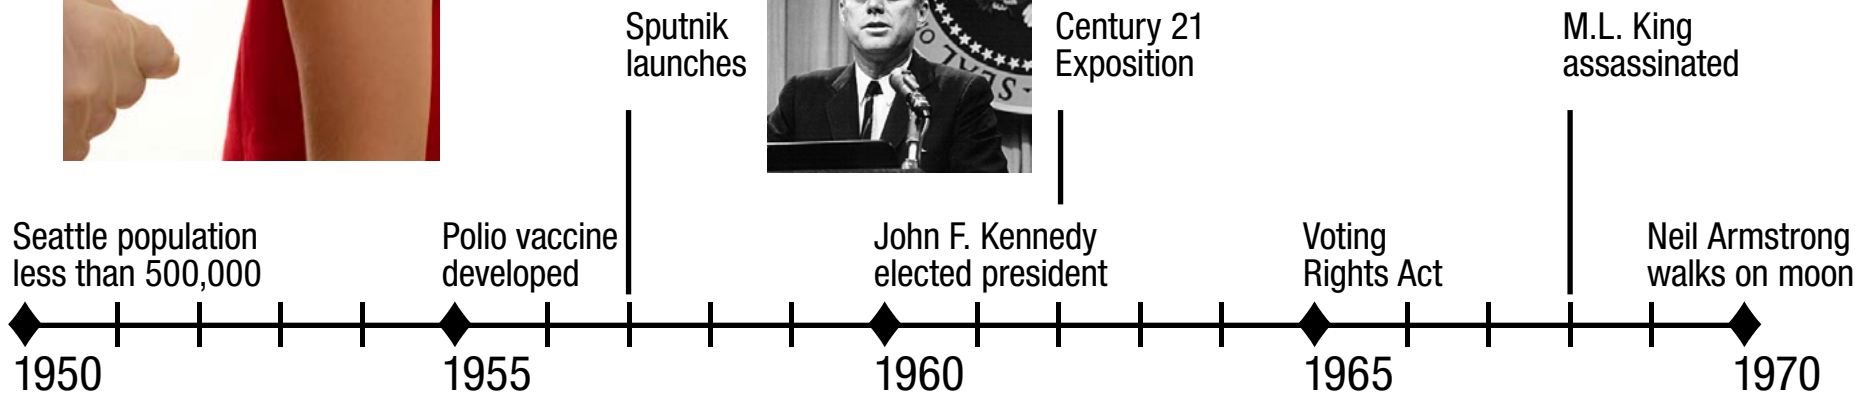 Sputnik
launches
Century 21
Exposition
M.L. King
assassinated
Seattle population
less than 500,000
Polio vaccine
developed
John F. Kennedy
elected president
Voting
Rights Act
Neil Armstrong
walks on moon
1950
1955
1960
1965
1970
SEAL